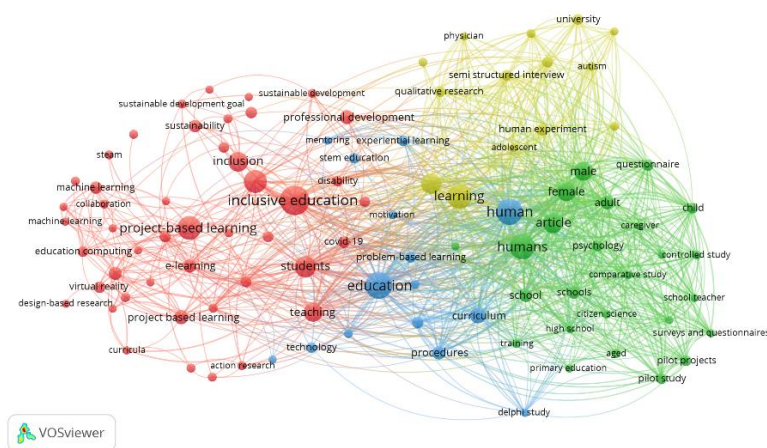 university
physician
semi structured interview
autism
qualitative research
sustainable development
sustainable development goal
professional development
sustainability
human experiment
mentoring
experiential learning
adolescent
steam
stem education
inclusion
male
questionnaire
disability
machine learning
female
inclusive education
learning
adult
collaboration
human
child
motivation
machine-learning
article
caregiver
project-based learning
covid-19
humans
psychology
education computing
problem-based learning
controlled study
e-learning
students
comparative study
virtual reality
education
school
schools
school teacher
design-based research
teaching
citizen science
project based learning
curriculum
high school
surveys and questionnaires
training
technology
procedures
aged
curricula
pilot projects
action research
primary education
pilot study
delphi study
VOSviewer